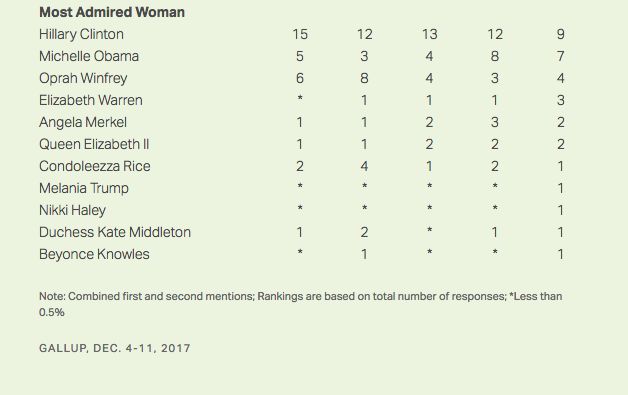 Most Admired Woman
Hillary Clinton 15 12 13 12 9
Michelle Obama 5 3 4 8 7
Oprah Winfrey 6 8 4 3 4
Elizabeth Warren * 1 1 1 3
Angela Merkel 1 1 2 3 2
Queen Elizabeth II 1 1 2 2 2
Condoleezza Rice 2 4 1 2 1
Melania Trump * * * * 1
Nikki Haley * * * * 1
Duchess Kate Middleton 1 2 * 1 1
Beyonce Knowles * 1 * * 1
Note: Combined first and second mentions; Rankings are based on total number of responses; *Less than
0.5%
GALLUP, DEC. 4-11, 2017